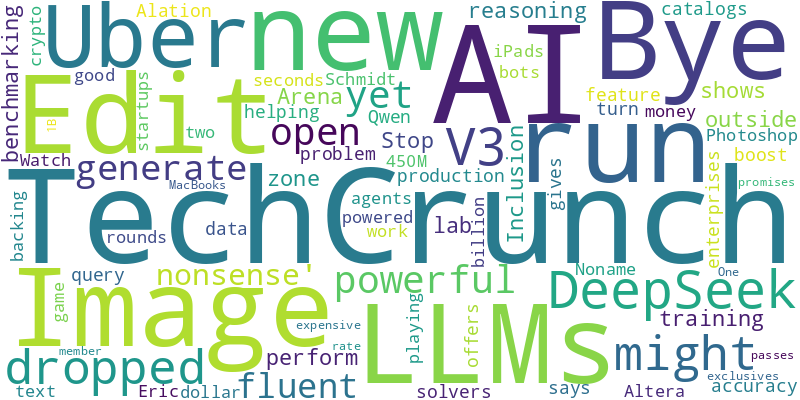 benchmarking
crypto
Alation
Uber
new
reasoning
AI
Bye
catalogs
iPads
bots
good
startups
Edit
two
seconds
Schmidt
Arena
helping
yet
Qwen
feature
shows
turn
money
outside
Photoshop
1B
open
problem
Stop
450M
V3
run
boost
Watch
generate
zone
MacBooks
production
Inclusion
gives
enterprises
promises
TechCrunch
backing
rounds
data
agents
powered
work
lab
billion
query
nonsense'
powerful
Noname
DeepSeek
One
Image
game
LLMs
playing
offers
training
expensive
rate
might
passes
dropped
member
perform
exclusives
accuracy
text
Eric
dollar
fluent
solvers
says
Altera